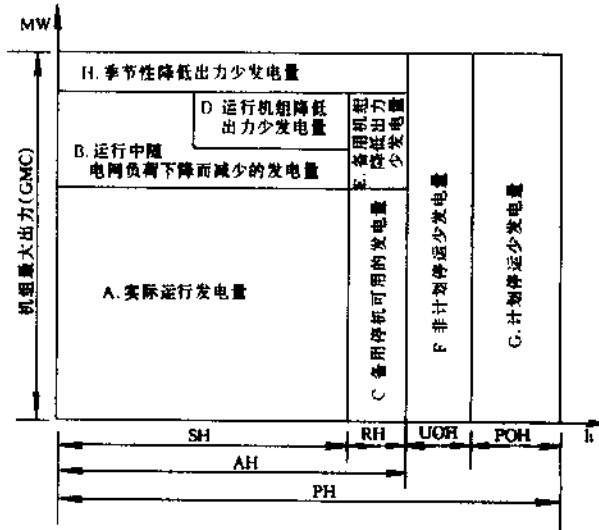 MW
H. 季节性降低出力少发电量
D 运行机组降低
出力少发电量
B. 运行中随
电网负荷下降而减少的发电量
E. 备用机组
降低出力
少发电量
机组最大出力(GMC)
A. 实际运行发电量
C 备用停机可用的发电量
F 非计划停运少发电量
G. 计划停运少发电量
SH
RH
UOH
POH
h
AH
PH